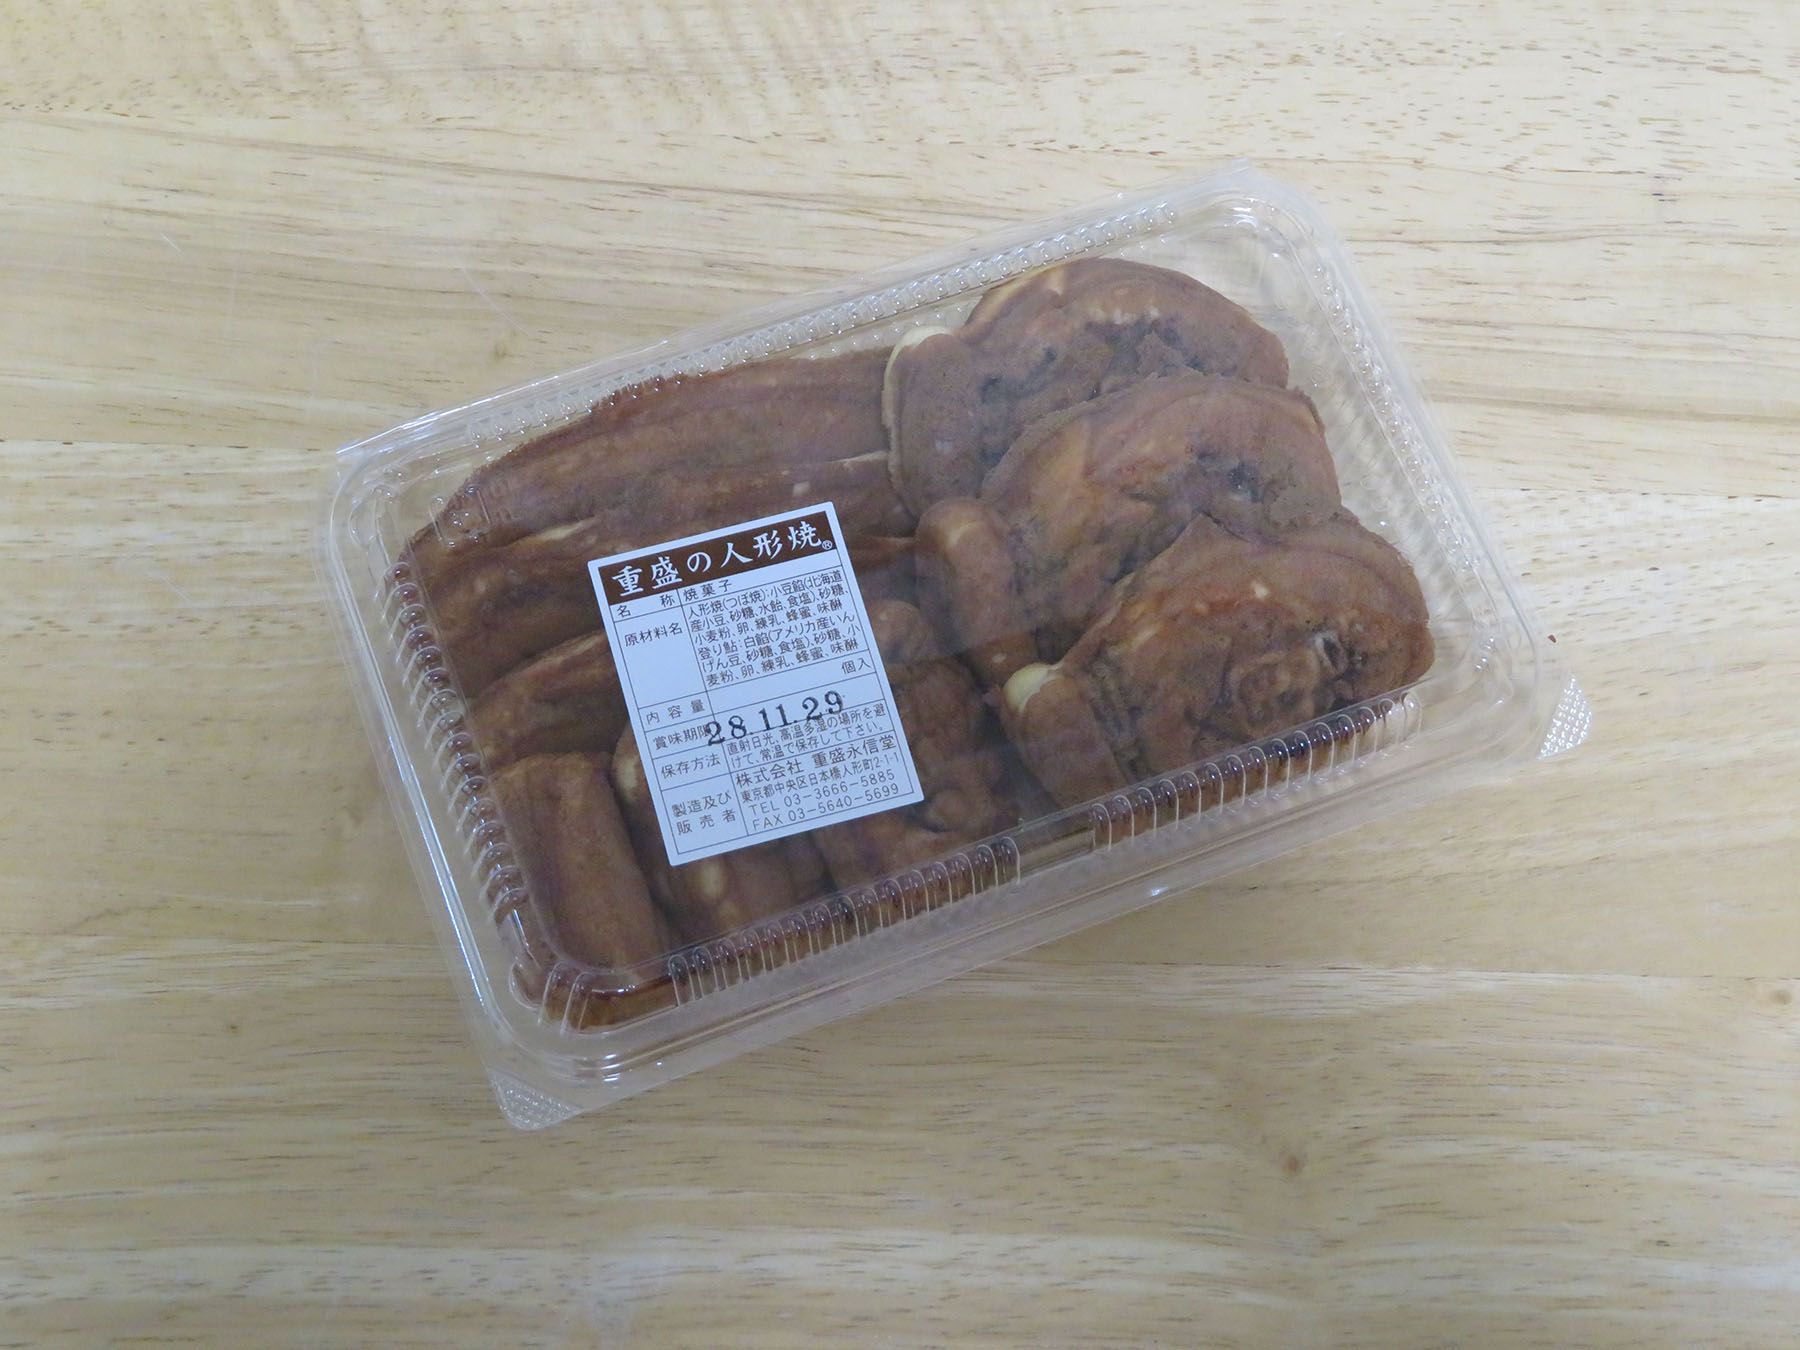 重盛の人形焼®
名称 焼菓子
原材料名 人形焼(つぼ焼):小豆餡(北海道
産小豆、砂糖、水飴、食塩)、砂糖、
小麦粉、卵、練乳、蜂蜜、味醂
登り鮎:白餡(アメリカ産いん
げん豆、砂糖、食塩)、砂糖、小
麦粉、卵、練乳、蜂蜜、味醂
内容量 個入
賞味期限 28.11.29
保存方法 直射日光、高温多湿の場所を避
けて、常温で保存して下さい。
製造及び販売者 株式会社 重盛永信堂
東京都中央区日本橋人形町2-1-1
TEL 03-3666-5885
FAX 03-5640-5699